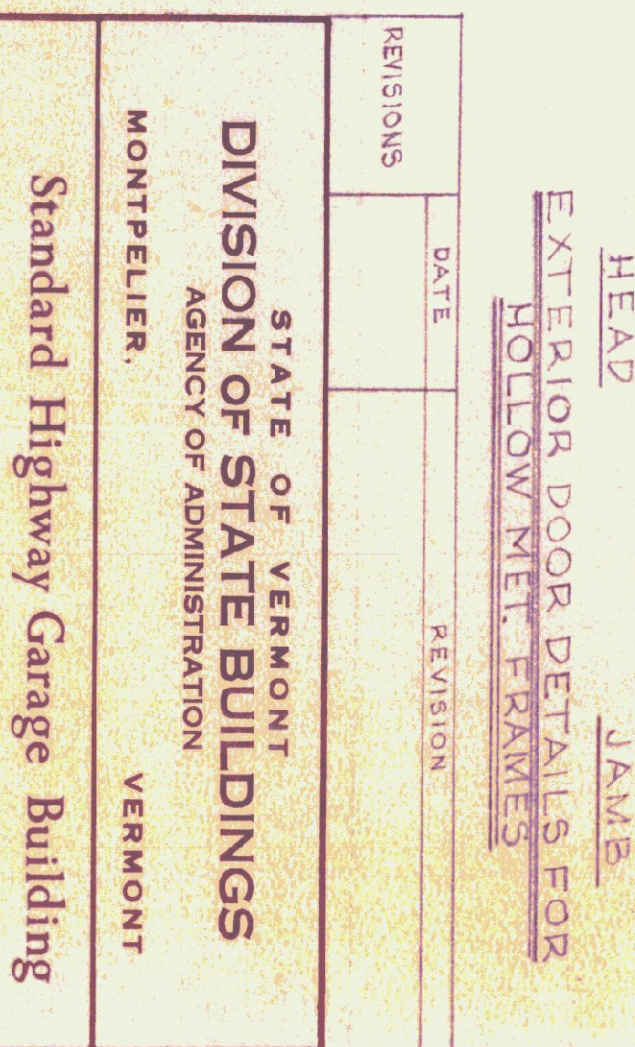 HEAD JAMB
EXTERIOR DOOR DETAILS FOR
HOLLOW MET. FRAMES
REVISIONS DATE REVISION
STATE OF VERMONT
DIVISION OF STATE BUILDINGS
AGENCY OF ADMINISTRATION
MONTPELIER, VERMONT
Standard Highway Garage Building